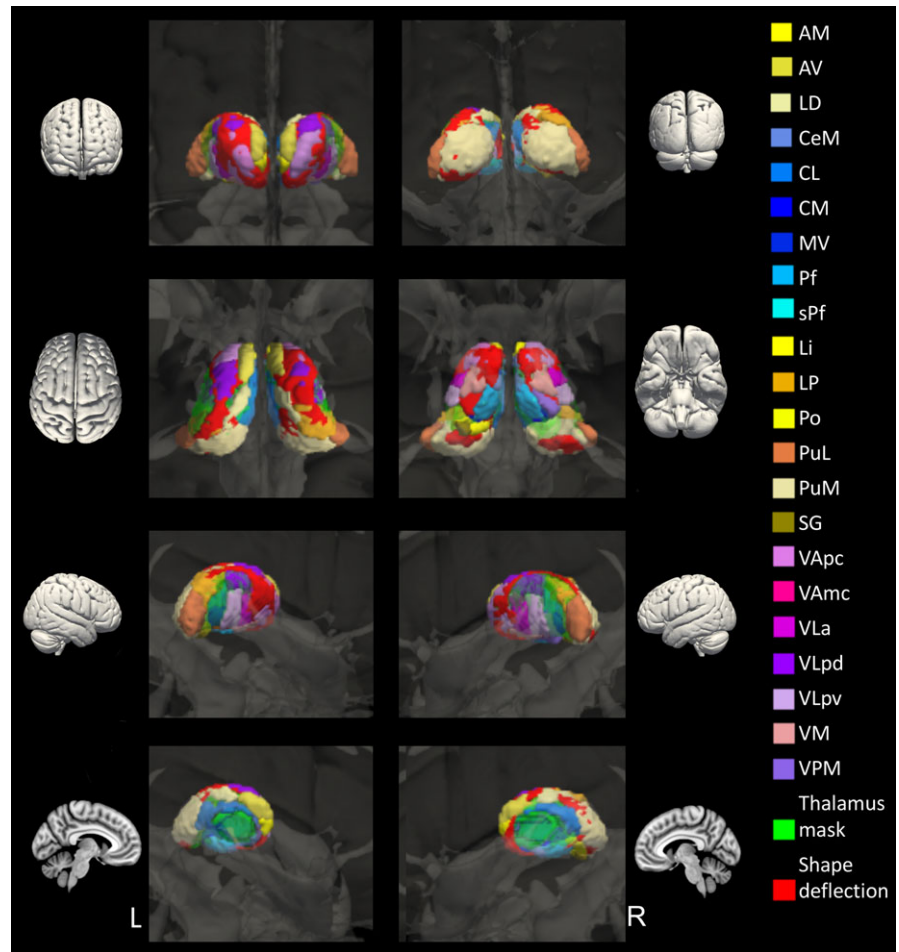 AM
AV
LD
CeM
CL
CM
MV
Pf
sPf
Li
LP
Po
PuL
PuM
SG
VApc
VAmc
VLa
VLpd
VLpv
VM
VPM
Thalamus
mask
Shape
deflection
L
R